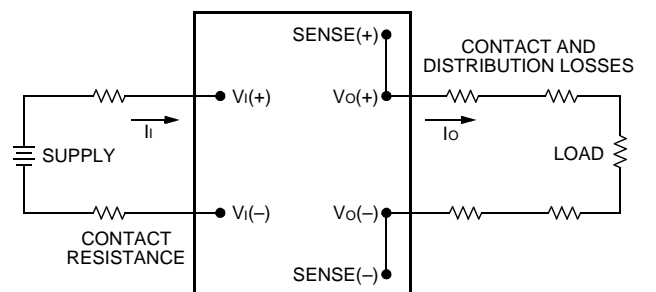 SENSE(+)
CONTACT AND
DISTRIBUTION LOSSES
VI(+)
VO(+)
II
IO
SUPPLY
LOAD
VI(–)
VO(–)
CONTACT
RESISTANCE
SENSE(–)